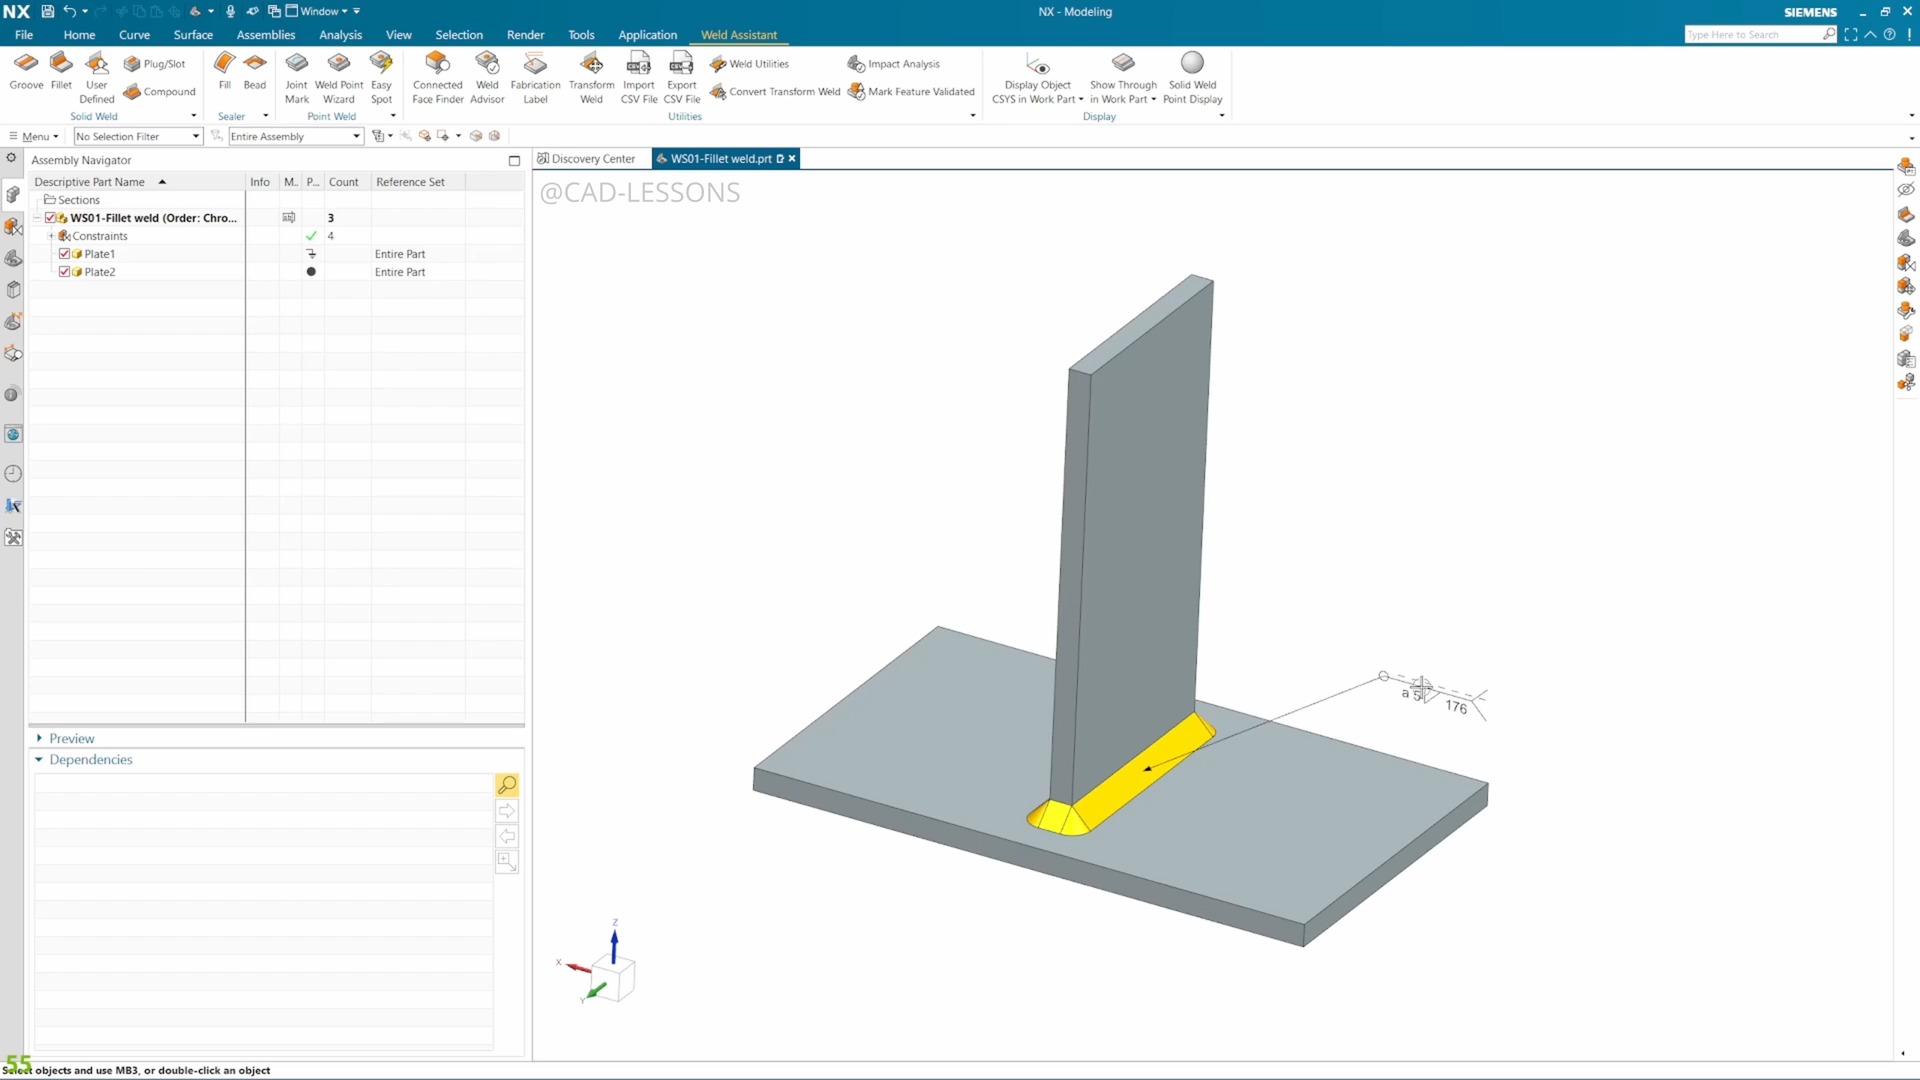 NX
Window
NX - Modeling
SIEMENS
File Home Curve Surface Assemblies Analysis View Selection Render Tools Application Weld Assistant
Type Here to Search
Groove
Fillet
User Defined
Plug/Slot
Compound
Solid Weld
Fill
Bead
Sealer
Joint Mark
Weld Point Wizard
Easy Spot
Point Weld
Connected Face Finder
Weld Advisor
Fabrication Label
Transform Weld
Import CSV File
Export CSV File
Weld Utilities
Convert Transform Weld
Impact Analysis
Mark Feature Validated
Utilities
Display Object CSYS in Work Part
Show Through in Work Part
Solid Weld Point Display
Display
Menu
No Selection Filter
Entire Assembly
Assembly Navigator
Discovery Center
WS01-Fillet weld.prt
@CAD-LESSONS
Descriptive Part Name Info M.. P... Count Reference Set
Sections
WS01-Fillet weld (Order: Chro... 3
Constraints 4
Plate1 Entire Part
Plate2 Entire Part
a 5 176
Preview
Dependencies
Z
X
Y
55
Select objects and use MB3, or double-click an object